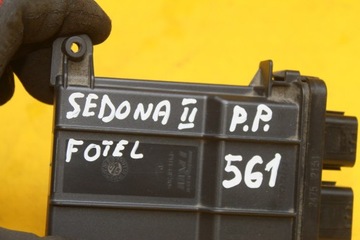 SEDONA II P.P.
FOTEL 561